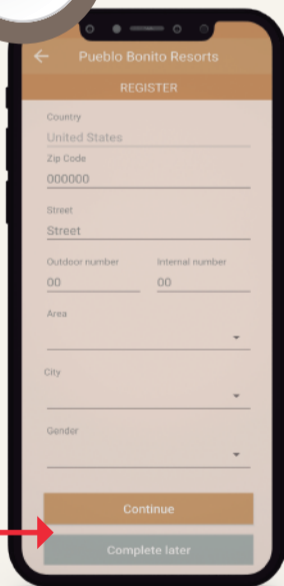 Pueblo Bonito Resorts
REGISTER
Country
United States
Zip Code
000000
Street
Street
Outdoor number Internal number
00 00
Area
City
Gender
Continue
Complete later